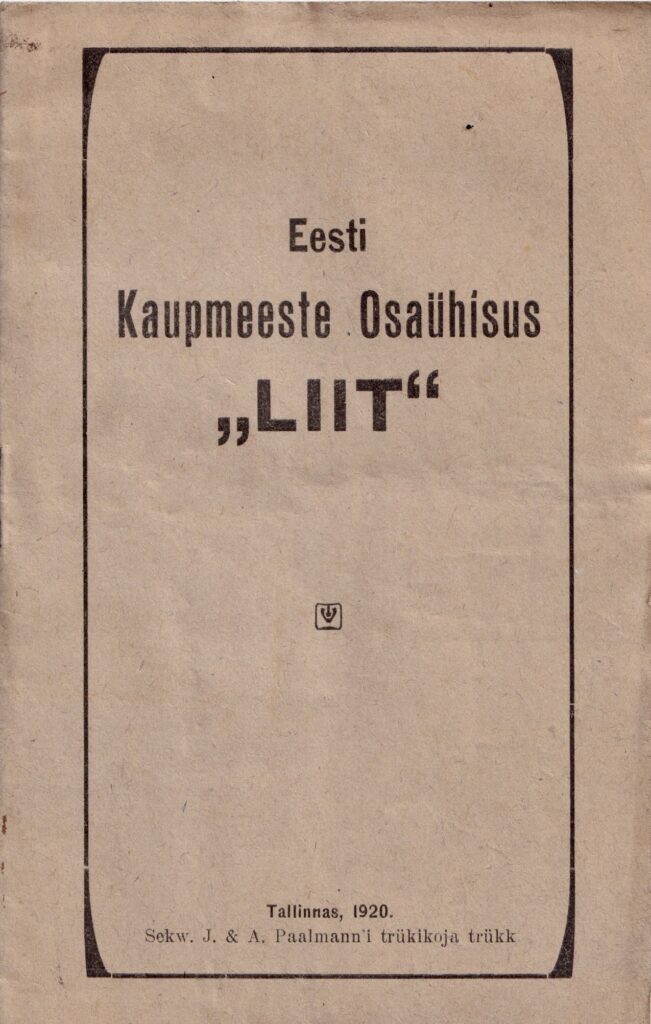 Eesti
Kaupmeeste Osaühisus
„LIIT“
Tallinnas, 1920.
Sekw. J. & A. Paalmann'i trükikoja trükk